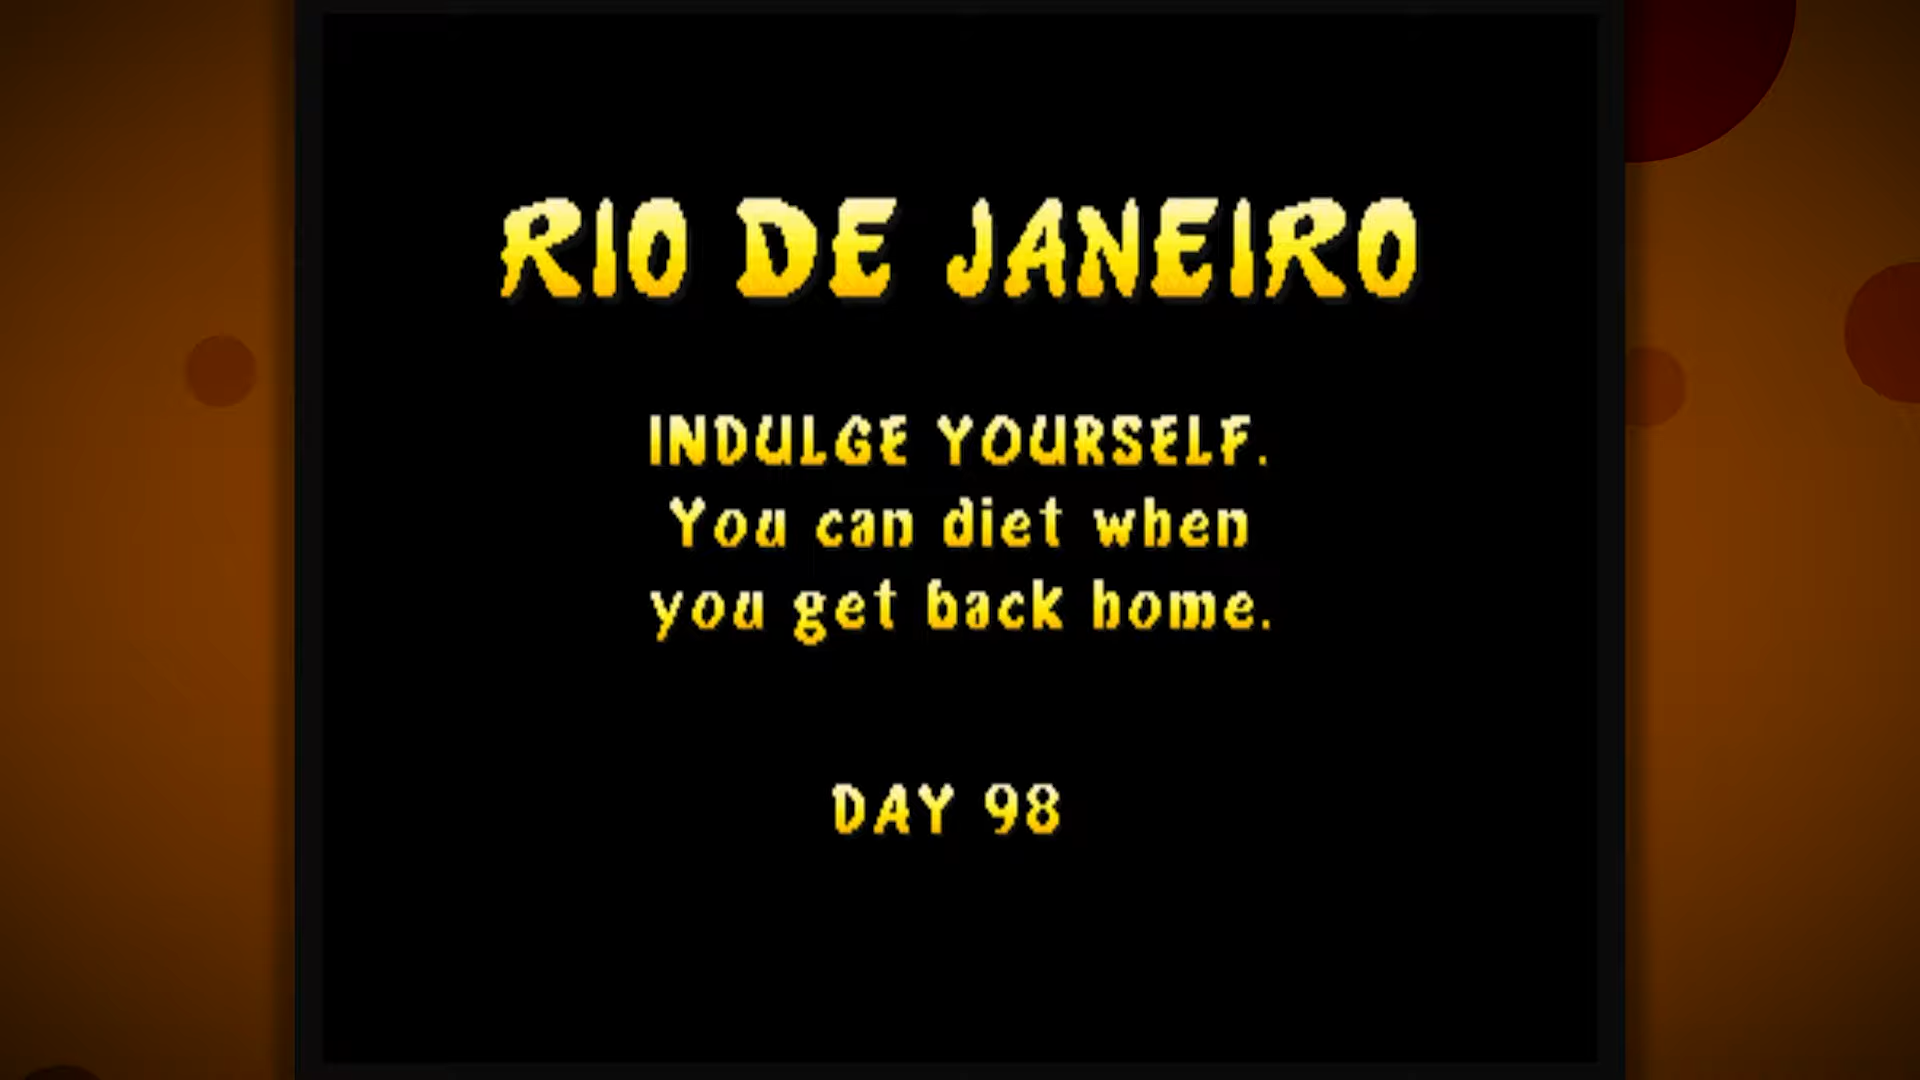 RIO DE JANEIRO
INDULGE YOURSELF.
You can diet when
you get back home.
DAY 98